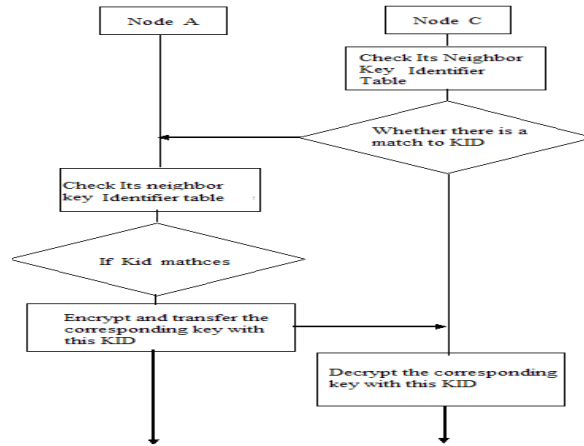 Node A
Node C
Check Its Neighbor
Key Identifier
Table
Whether there is a
match to KID
Check Its neighbor
key Identifier table
If Kid mathces
Encrypt and transfer the
corresponding key with
this KID
Decrypt the corresponding
key with this KID